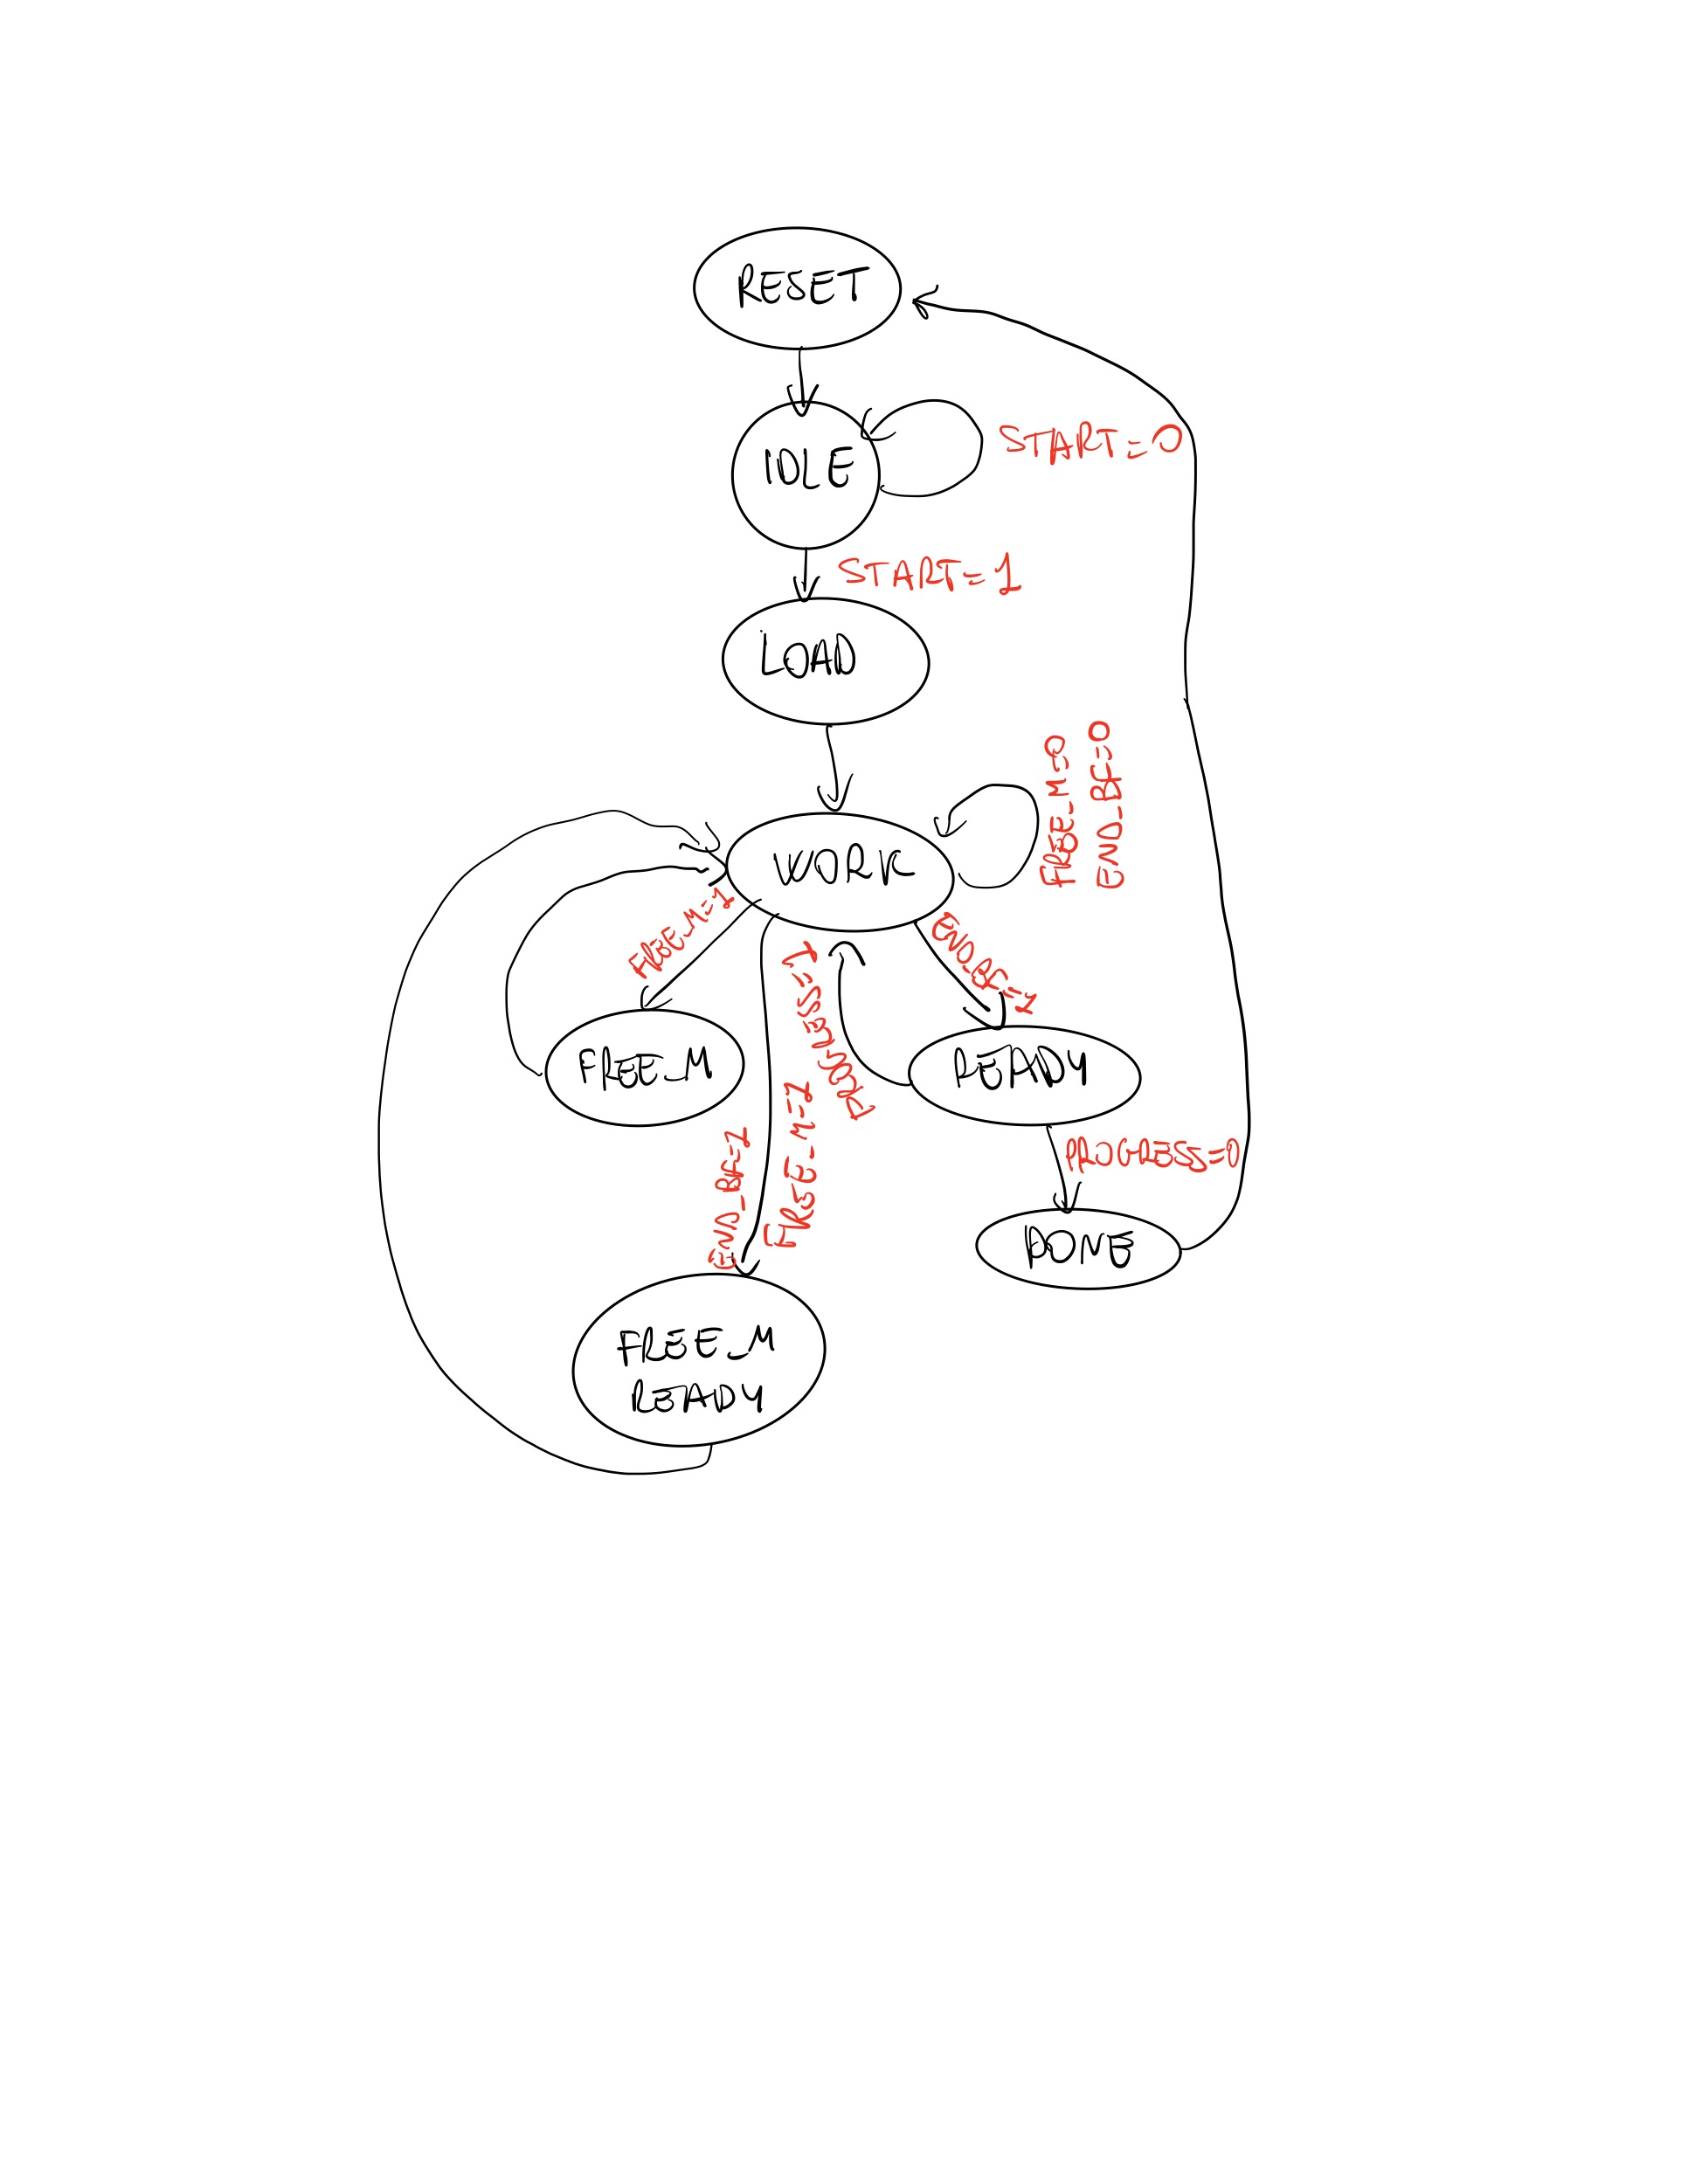 RESET
IDLE
START=0
START=1
LOAD
FREE_M=0
END_BF=0
WORK
FREE_M=1
END_BF=1
PROGRESS=1
FREE_M
READY
END_BF=1
FREE_M=1
PROGRESS=0
DONE
FREE_M
READY